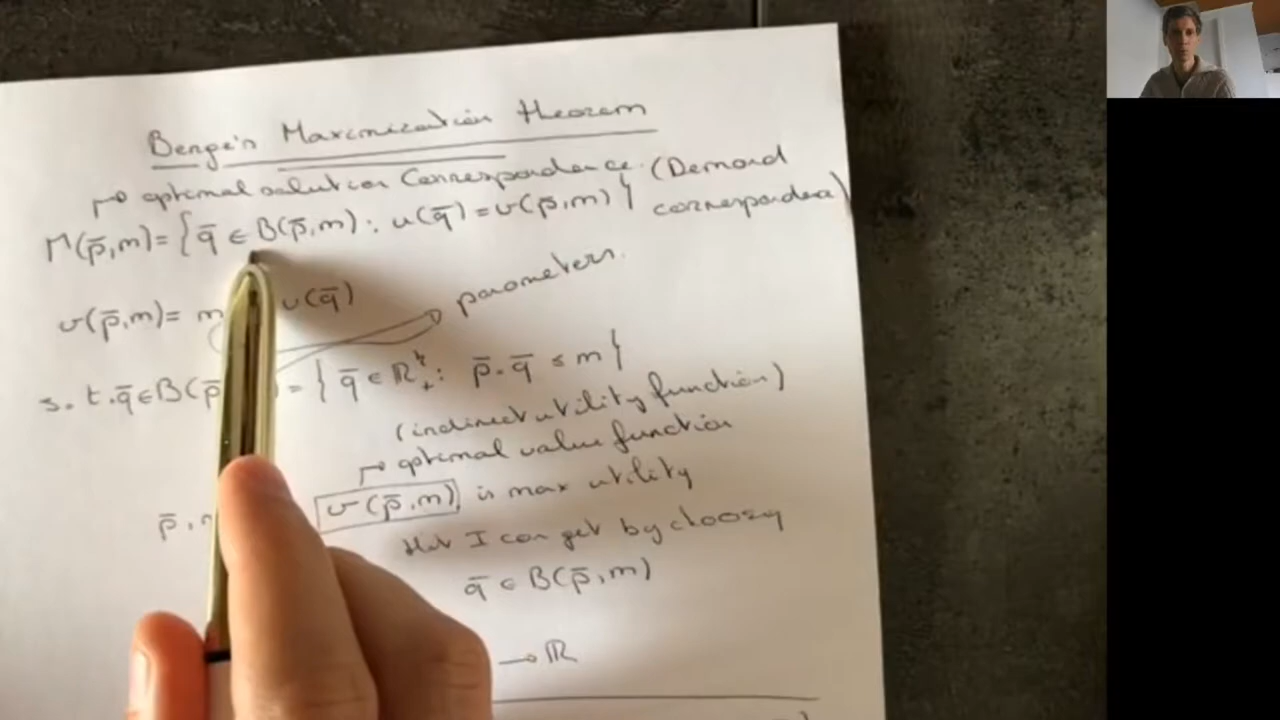 Berge's Maximization theorem
↱ optimal solution Correspondence. (Demand correspondence)
M(p̄,m) = { q̄ ∈ B(p̄,m) : u(q̄) = v(p̄,m) }
v(p̄,m) = m u(q̄)
parameters.
s.t. q̄ ∈ B(p̄ ) = { q̄ ∈ ℝ₊ : p̄ · q̄ ≤ m }
(indirect utility function)
↱ optimal value function
p̄, v(p̄,m) is max utility
that I can get by choosing
q̄ ∈ B(p̄,m)
→ ℝ